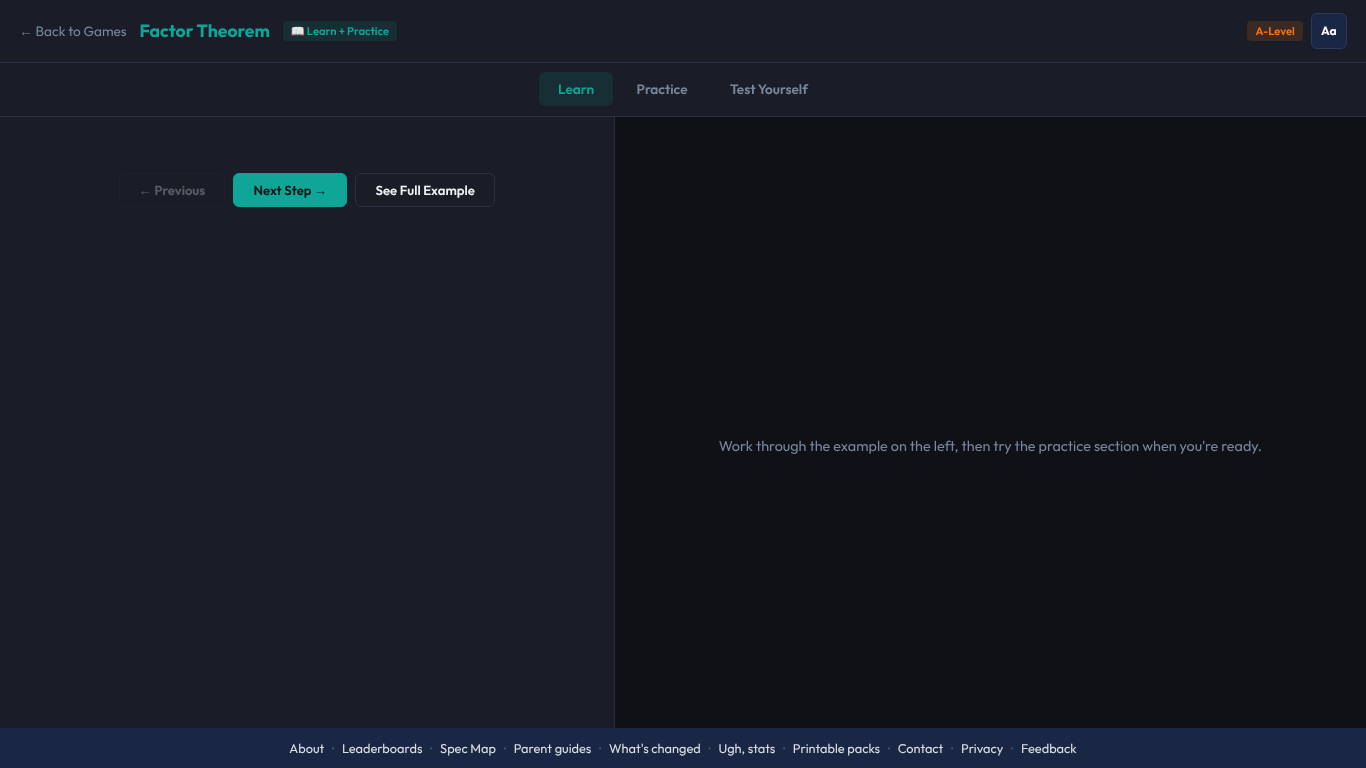 ← Back to Games Factor Theorem 📖 Learn + Practice A-Level Aa
Learn Practice Test Yourself
← Previous Next Step → See Full Example
Work through the example on the left, then try the practice section when you're ready.
About · Leaderboards · Spec Map · Parent guides · What's changed · Ugh, stats · Printable packs · Contact · Privacy · Feedback